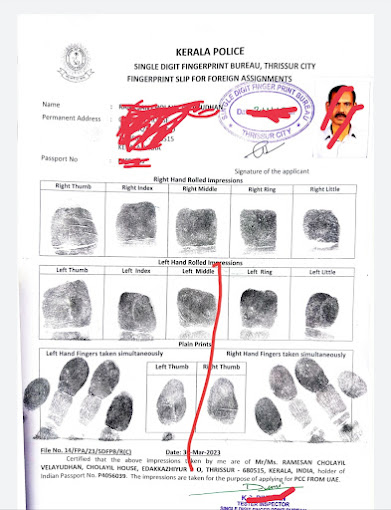 KERALA POLICE
SINGLE DIGIT FINGERPRINT BUREAU, THRISSUR CITY
FINGERPRINT SLIP FOR FOREIGN ASSIGNMENTS
SINGLE DIGIT FINGER PRINT BUREAU
THRISSUR CITY
Name :
Permanent Address :
Passport No :
Signature of the applicant
Right Hand Rolled Impressions
Right Thumb Right Index Right Middle Right Ring Right Little
Left Hand Rolled Impressions
Left Thumb Left Index Left Middle Left Ring Left Little
Plain Prints
Left Hand Fingers taken simultaneously Left Thumb Right Thumb Right Hand Fingers taken simultaneously
File No. 14/FPA/23/SDFPB/R(C) Date: 30-Mar-2023
Certified that the above impressions taken by me are of Mr/Ms. RAMESAN CHOLAYIL
VELAYUDHAN, CHOLAYIL HOUSE, EDAKKAZHIYUR O, THRISSUR - 680515, KERALA, INDIA, holder of
Indian Passport No. P4056039. The impressions are taken for the purpose of applying for PCC FROM UAE.
TESTER INSPECTOR
SINGLE DIGIT FINGER PRINT BUREAU